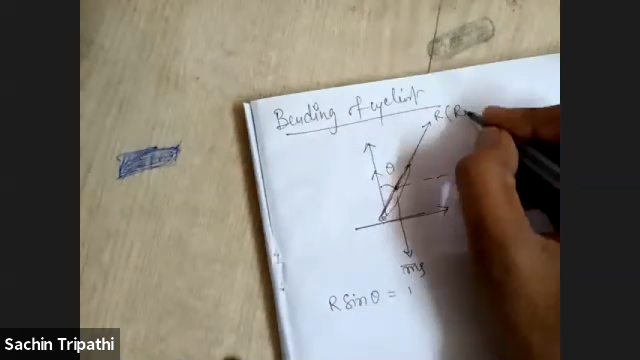 Bending of cyclist
R (R
θ
mg
R sin θ =
Sachin Tripathi